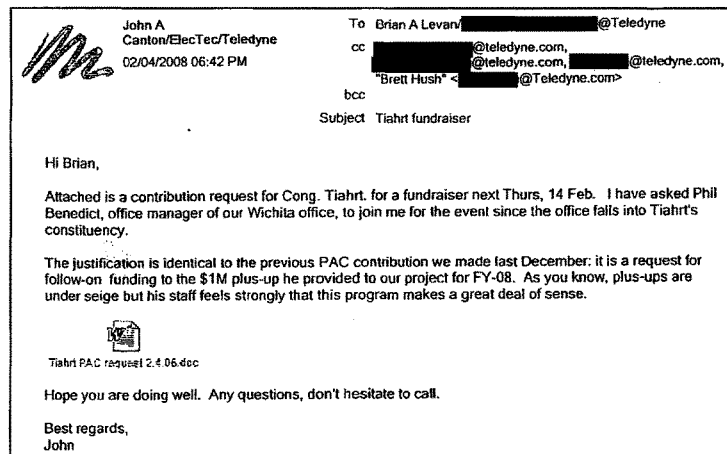 John A
Canton/ElecTec/Teledyne
02/04/2008 06:42 PM
To Brian A Levan/ @Teledyne
cc @teledyne.com,
@teledyne.com, @teledyne.com,
"Brett Hush" < @Teledyne.com>
bcc
Subject Tiahrt fundraiser
Hi Brian,
Attached is a contribution request for Cong. Tiahrt. for a fundraiser next Thurs, 14 Feb. I have asked Phil
Benedict, office manager of our Wichita office, to join me for the event since the office falls into Tiahrt's
constituency.
The justification is identical to the previous PAC contribution we made last December: it is a request for
follow-on funding to the $1M plus-up he provided to our project for FY-08. As you know, plus-ups are
under seige but his staff feels strongly that this program makes a great deal of sense.
Tiahrt PAC request 2.4.06.doc
Hope you are doing well. Any questions, don't hesitate to call.
Best regards,
John